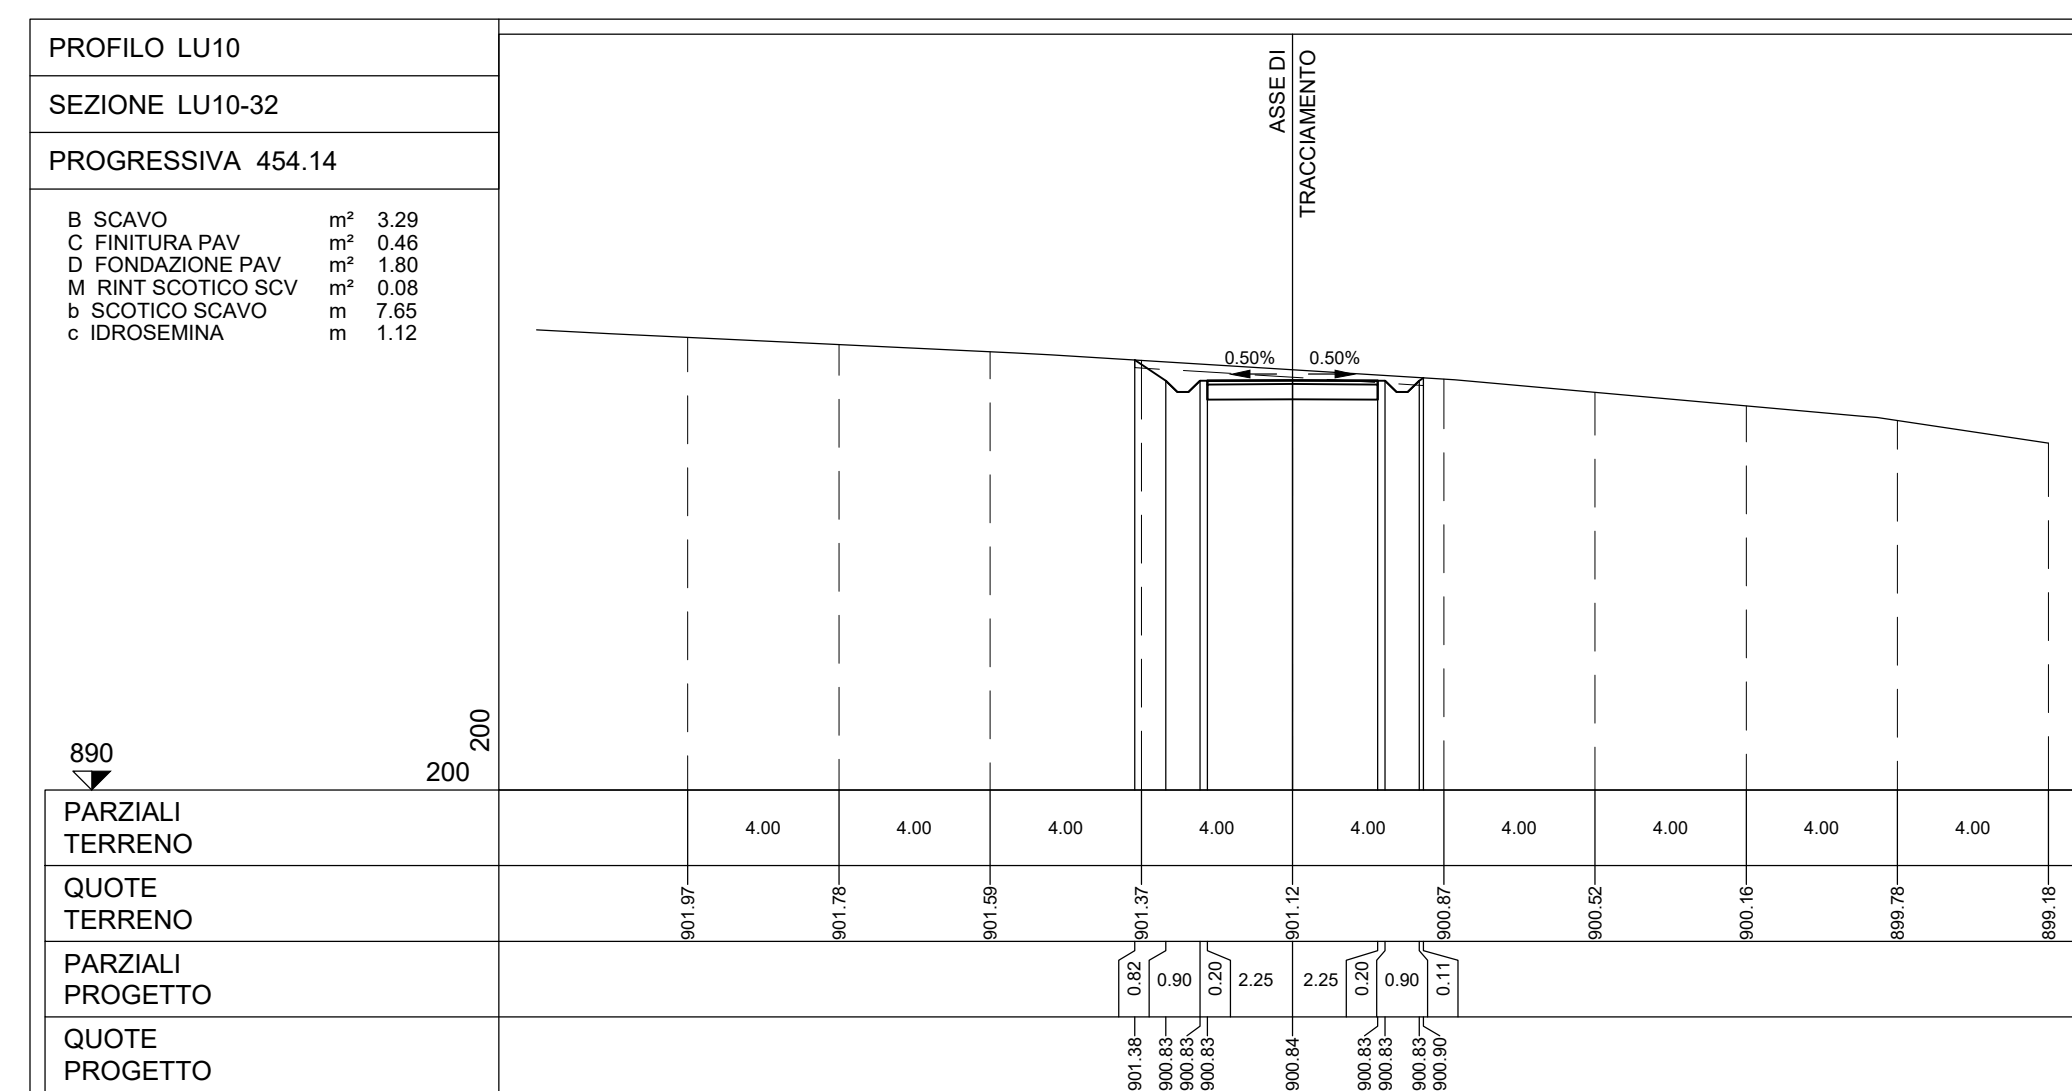 PROFILO LU10
SEZIONE LU10-32
PROGRESSIVA 454.14
B SCAVO m² 3.29
C FINITURA PAV m² 0.46
D FONDAZIONE PAV m² 1.80
M RINT SCOTICO SCV m² 0.08
b SCOTICO SCAVO m 7.65
c IDROSEMINA m 1.12
ASSE DI
TRACCIAMENTO
0.50% 0.50%
890
200
200
PARZIALI
TERRENO
4.00 4.00 4.00 4.00 4.00 4.00 4.00 4.00 4.00
QUOTE
TERRENO
901.97 901.78 901.59 901.37 901.12 900.87 900.52 900.16 899.78 899.18
PARZIALI
PROGETTO
0.82 0.90 0.20 2.25 2.25 0.20 0.90 0.11
QUOTE
PROGETTO
901.38 900.83 900.83 900.83 900.84 900.83 900.83 900.83 900.90